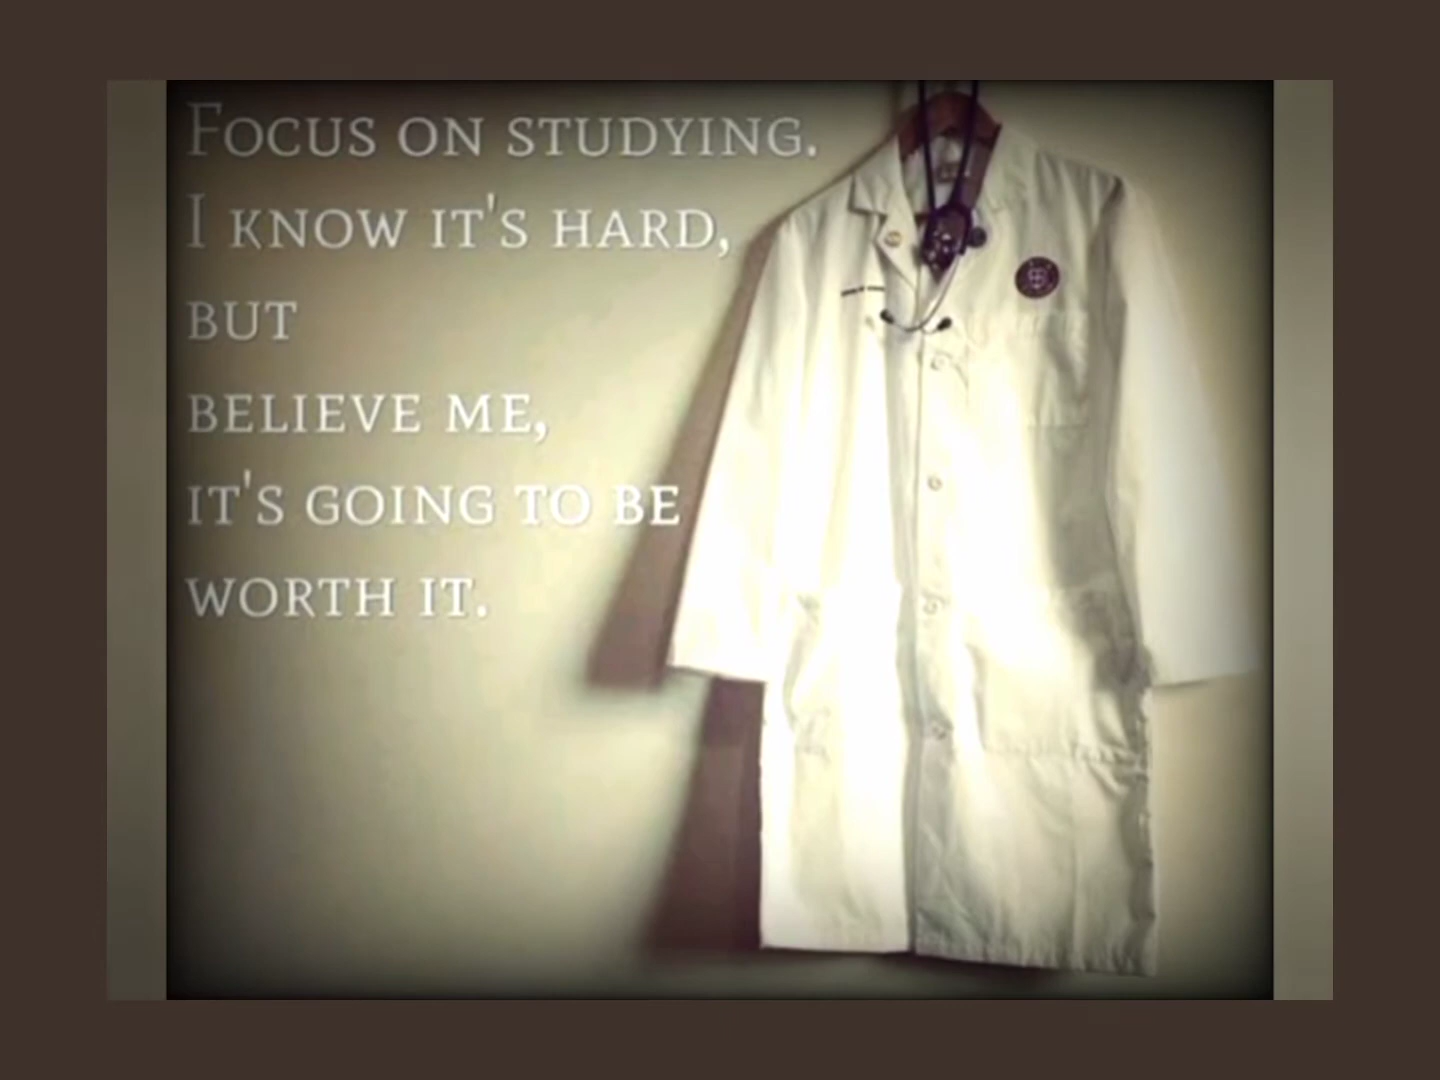 Focus on studying.
I know it's hard,
but
believe me,
it's going to be
worth it.